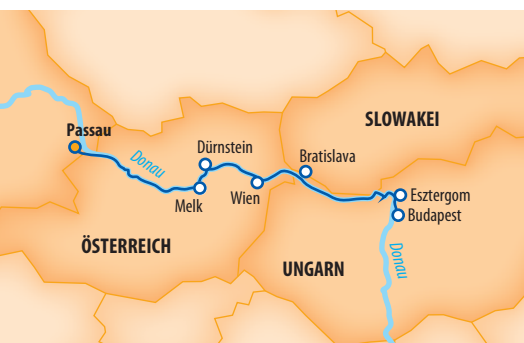 SLOWAKEI
Passau
Donau
Dürnstein
Bratislava
Melk
Wien
Esztergom
Budapest
ÖSTERREICH
UNGARN
Donau